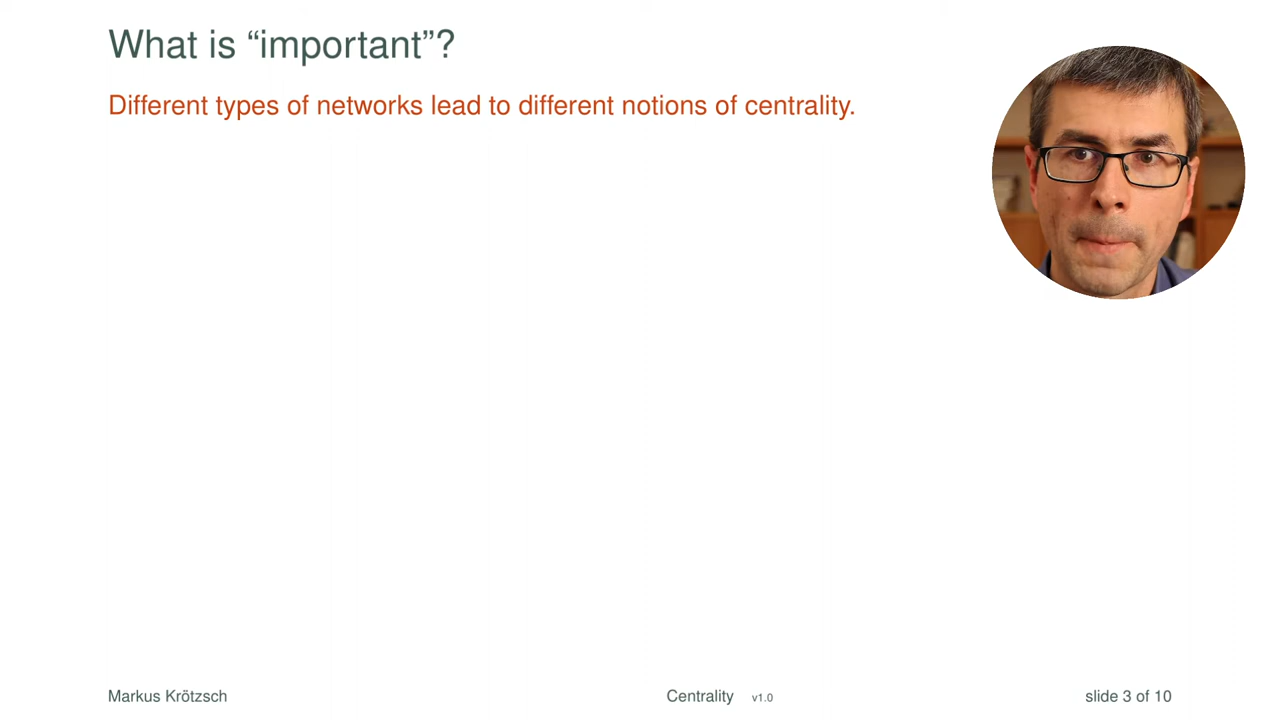 What is “important”?
Different types of networks lead to different notions of centrality.
Markus Krötzsch
Centrality v1.0
slide 3 of 10